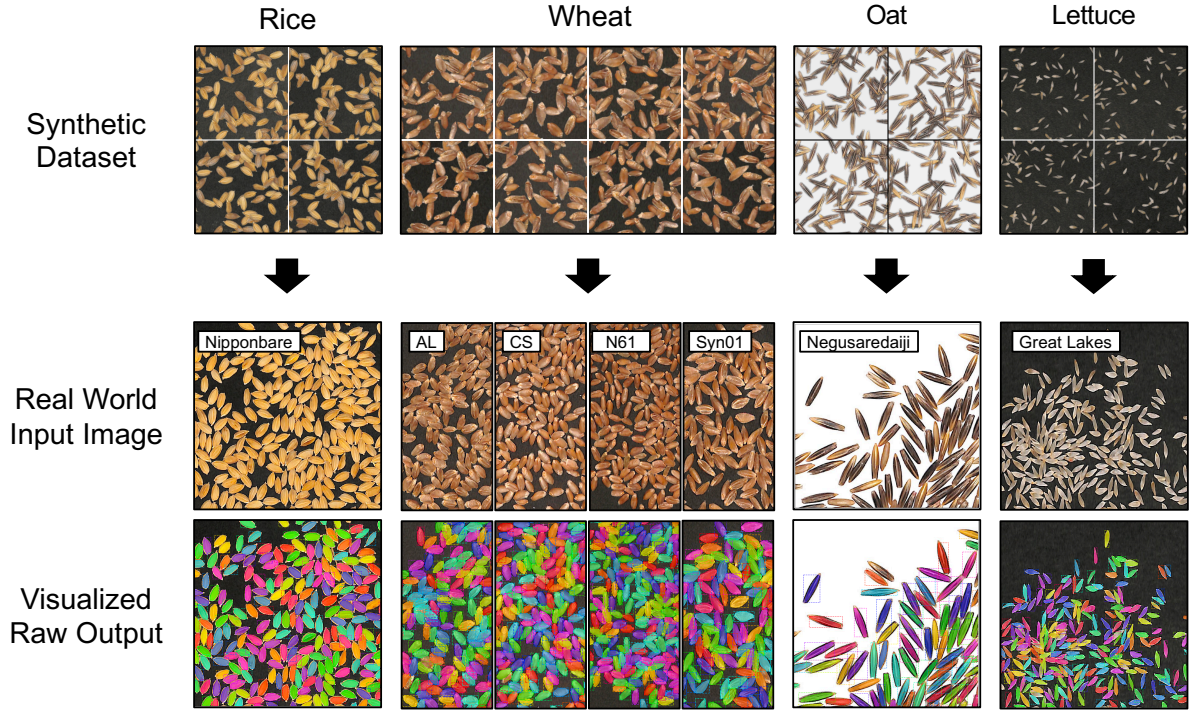 Rice
Wheat
Oat
Lettuce
Synthetic
Dataset
Nipponbare
AL
CS
N61
Syn01
Negusaredaiji
Great Lakes
Real World
Input Image
Visualized
Raw Output